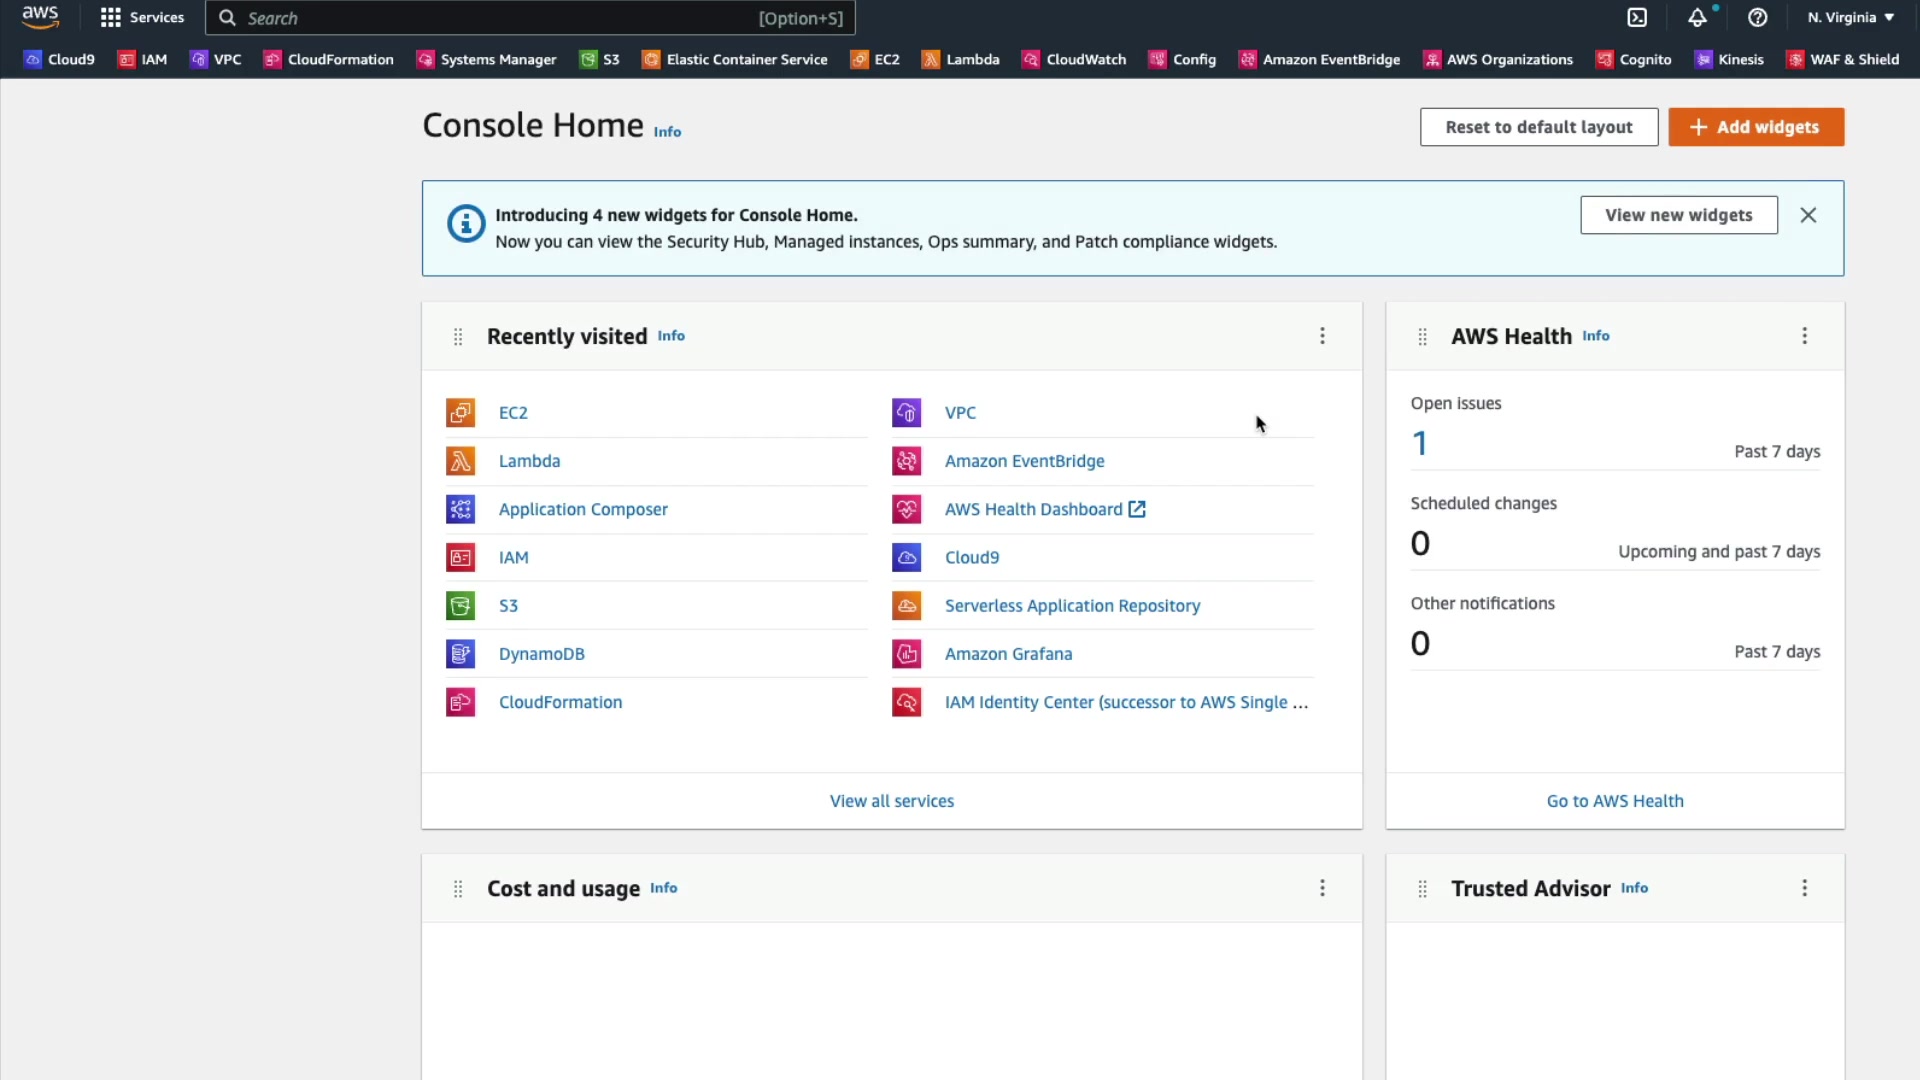 aws
Services
Search
[Option+S]
N. Virginia
Cloud9
IAM
VPC
CloudFormation
Systems Manager
S3
Elastic Container Service
EC2
Lambda
CloudWatch
Config
Amazon EventBridge
AWS Organizations
Cognito
Kinesis
WAF & Shield
Console Home Info
Reset to default layout
Add widgets
Introducing 4 new widgets for Console Home.
Now you can view the Security Hub, Managed instances, Ops summary, and Patch compliance widgets.
View new widgets
Recently visited Info
EC2
Lambda
Application Composer
IAM
S3
DynamoDB
CloudFormation
VPC
Amazon EventBridge
AWS Health Dashboard
Cloud9
Serverless Application Repository
Amazon Grafana
IAM Identity Center (successor to AWS Single ...
View all services
AWS Health Info
Open issues
1
Past 7 days
Scheduled changes
0
Upcoming and past 7 days
Other notifications
0
Past 7 days
Go to AWS Health
Cost and usage Info
Trusted Advisor Info